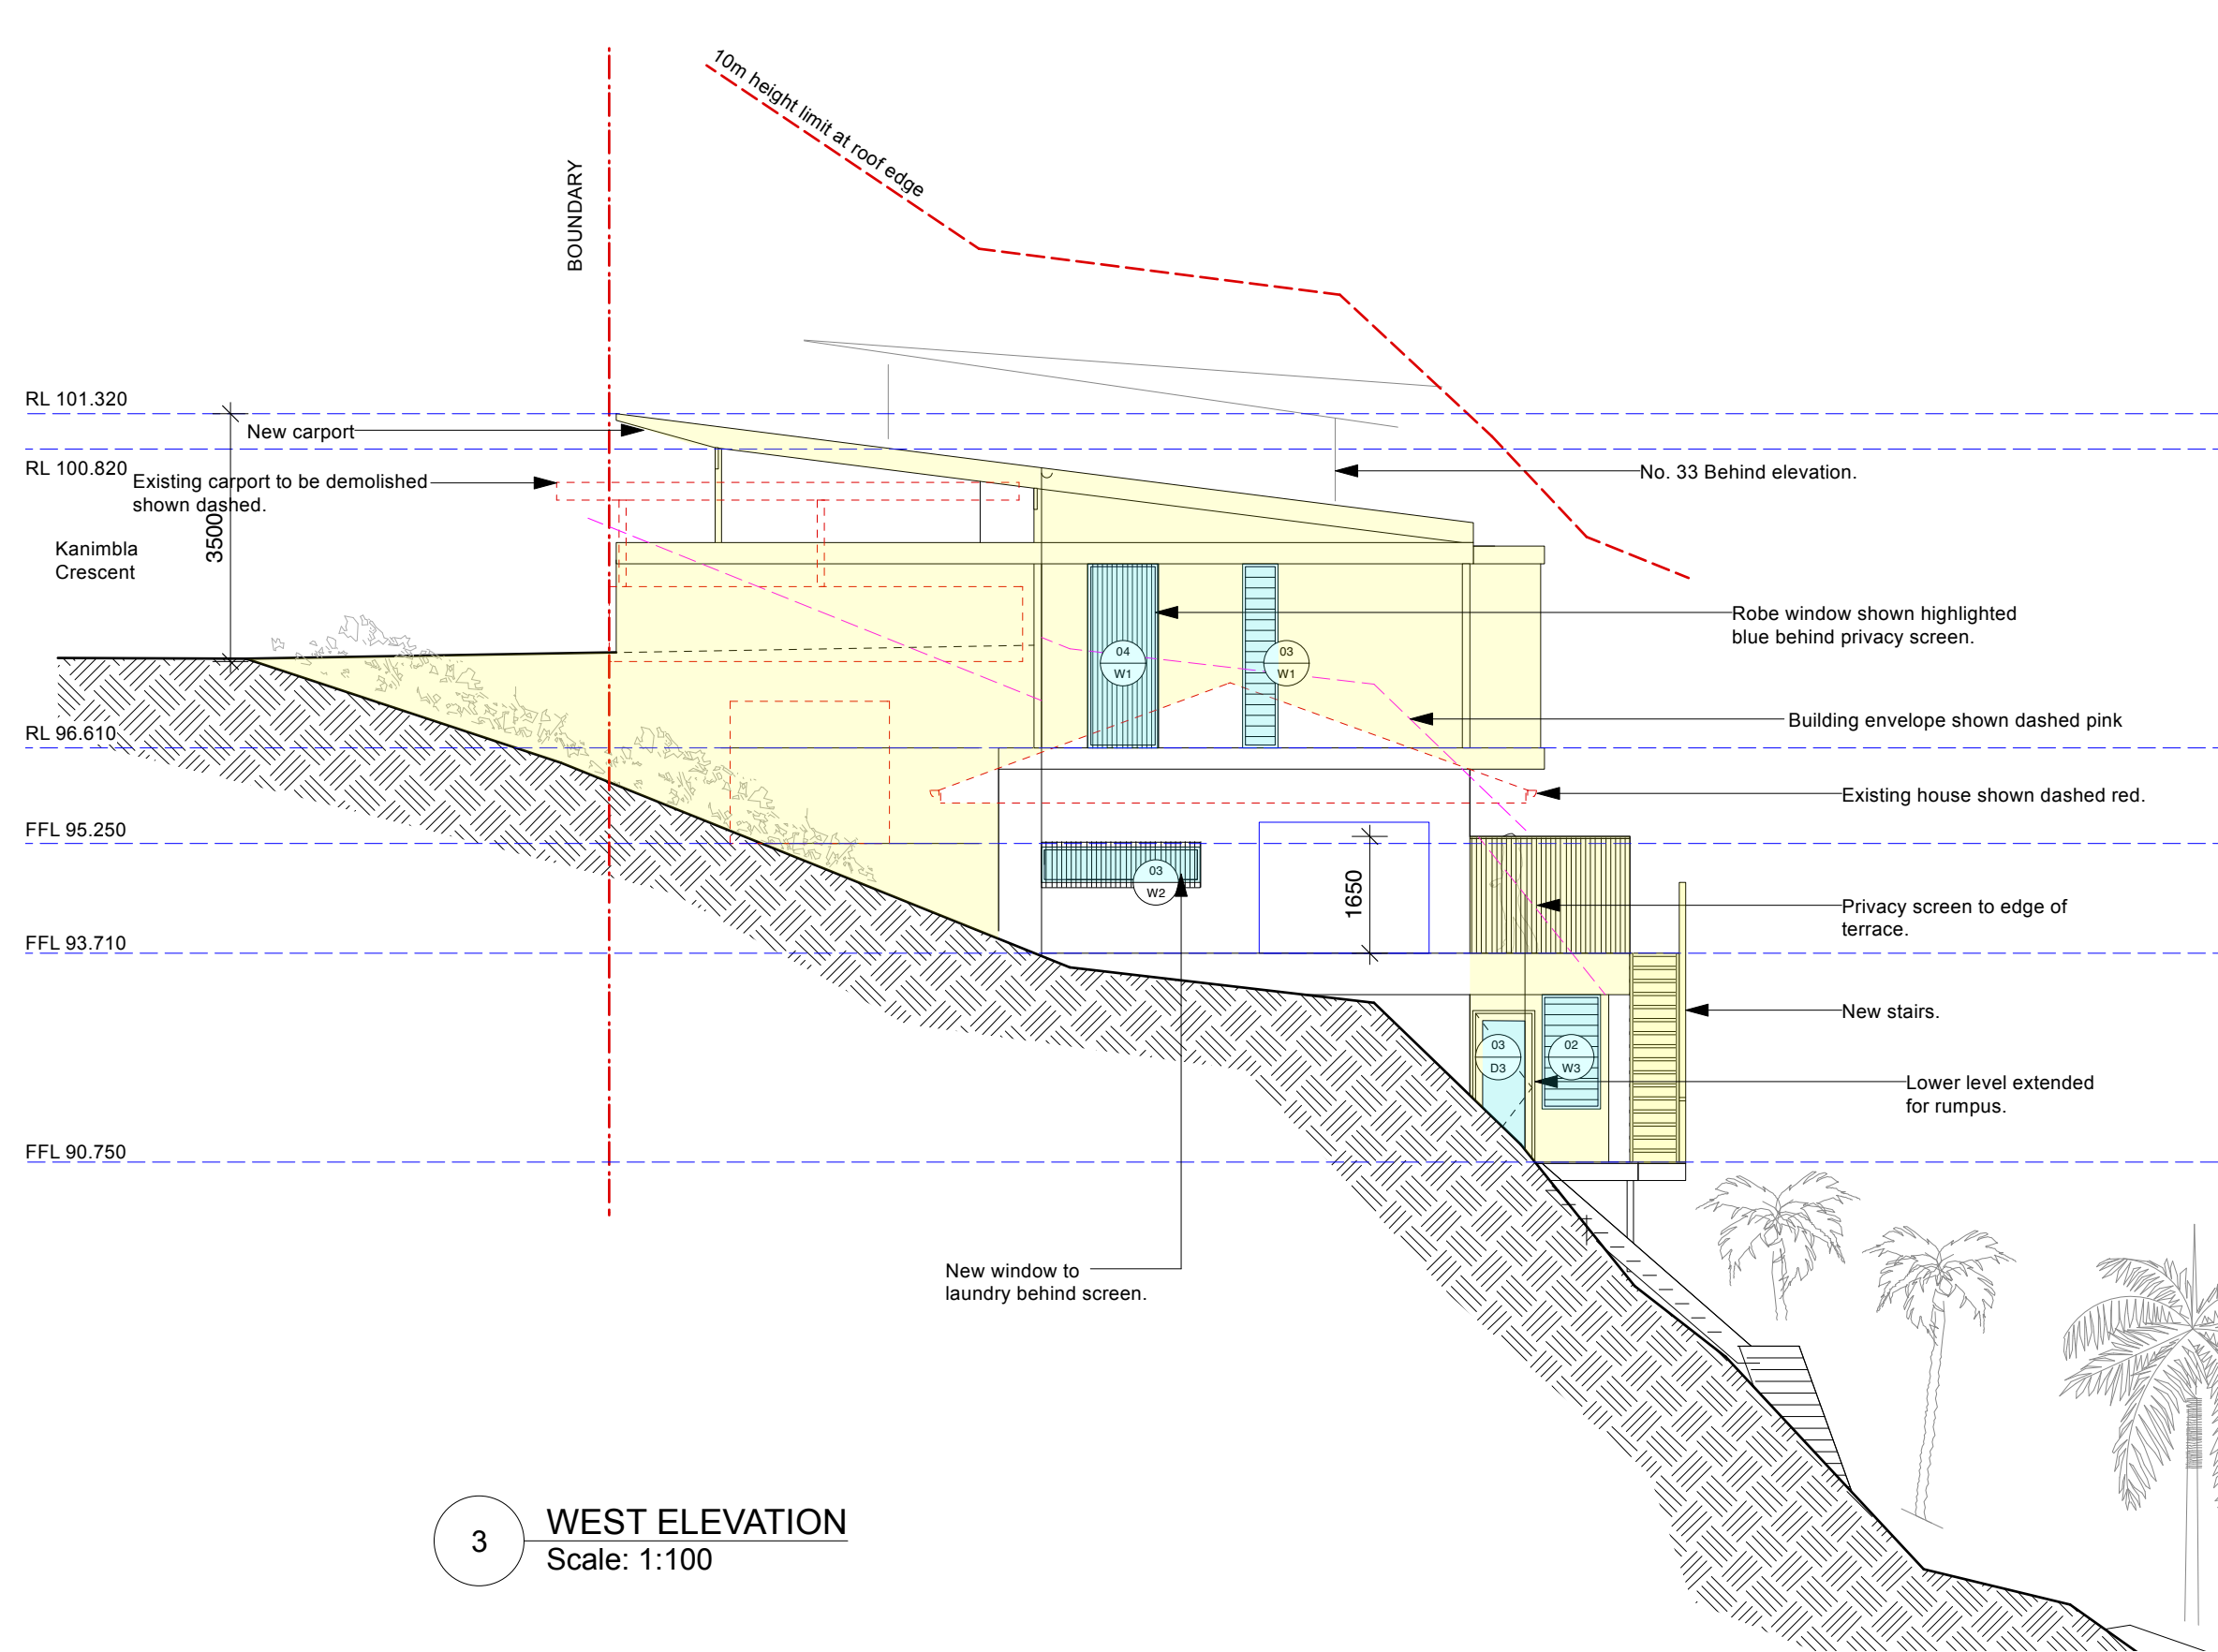 10m height limit at roof edge
BOUNDARY
RL 101.320
New carport
RL 100.820
Existing carport to be demolished
shown dashed.
No. 33 Behind elevation.
3500
Kanimbla
Crescent
Robe window shown highlighted
blue behind privacy screen.
04
W1
03
W1
Building envelope shown dashed pink
RL 96.610
Existing house shown dashed red.
FFL 95.250
03
W2
1650
Privacy screen to edge of
terrace.
FFL 93.710
New stairs.
03
D3
02
W3
Lower level extended
for rumpus.
FFL 90.750
New window to
laundry behind screen.
3
WEST ELEVATION
Scale: 1:100